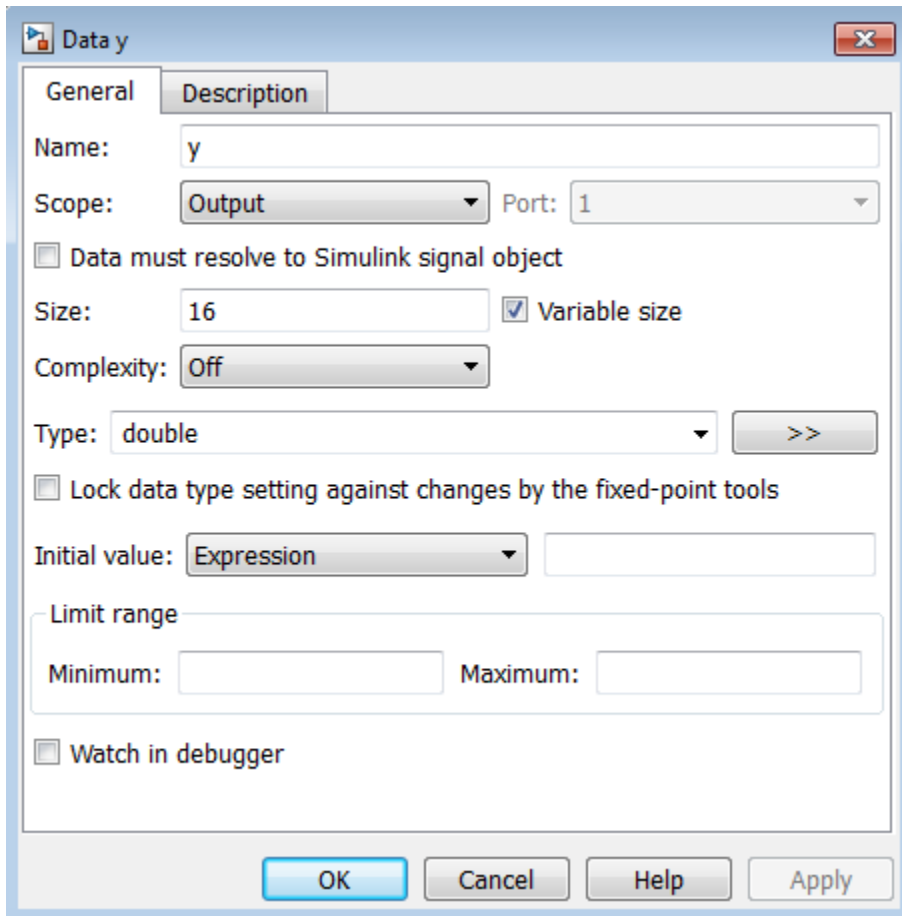 Data y
General Description
Name: y
Scope: Output Port: 1
Data must resolve to Simulink signal object
Size: 16 Variable size
Complexity: Off
Type: double >>
Lock data type setting against changes by the fixed-point tools
Initial value: Expression
Limit range
Minimum: Maximum:
Watch in debugger
OK Cancel Help Apply